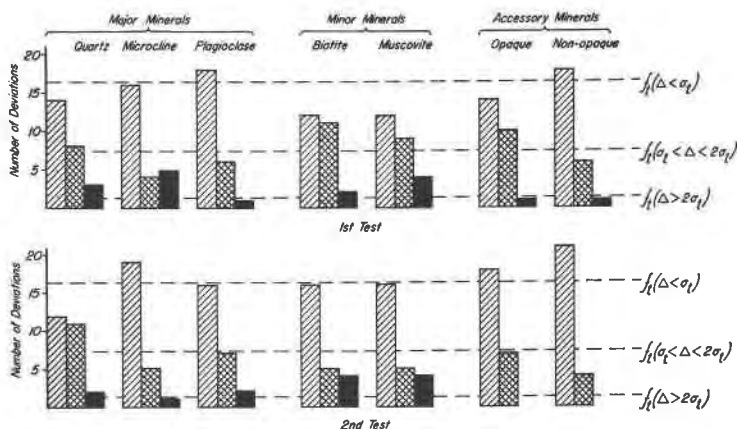 Major Minerals
Minor Minerals
Accessory Minerals
Quartz Microcline Plagioclase
Biotite Muscovite
Opaque Non-opaque
Number of Deviations
20
15
10
5
f_t(Δ<σ_t)
f_t(σ_t<Δ<2σ_t)
f_t(Δ>2σ_t)
1st Test
Number of Deviations
20
15
10
5
f_t(Δ<σ_t)
f_t(σ_t<Δ<2σ_t)
f_t(Δ>2σ_t)
2nd Test